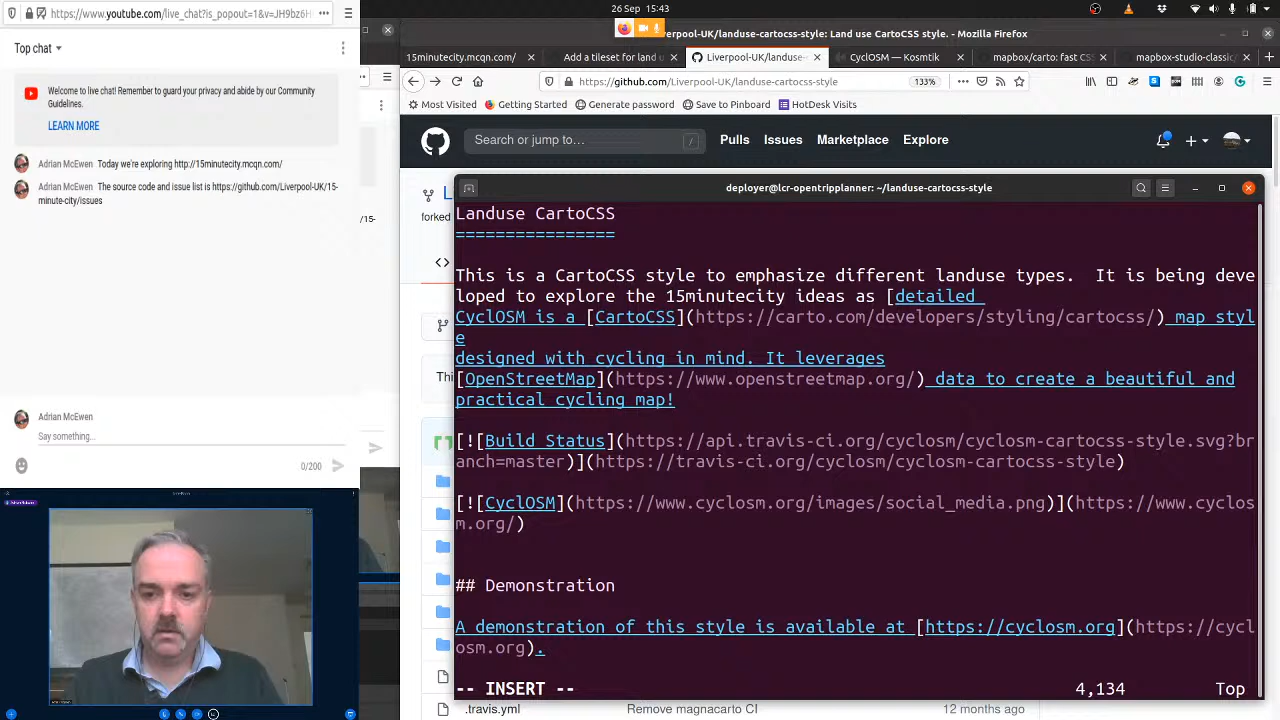 26 Sep 15:43
https://www.youtube.com/live_chat?is_popout=1&v=JH9bz6H
Top chat
Welcome to live chat! Remember to guard your privacy and abide by our Community
Guidelines.
LEARN MORE
Adrian McEwen Today we're exploring http://15minutecity.mcqn.com/
Adrian McEwen The source code and issue list is https://github.com/Liverpool-UK/15-
minute-city/issues
Adrian McEwen
Say something...
0/200
erpool-UK/landuse-cartocss-style: Land use CartoCSS style. - Mozilla Firefox
15minutecity.mcqn.com/
Add a tileset for land u
Liverpool-UK/landuse-
CyclOSM — Kosmtik
mapbox/carto: fast CSS
mapbox-studio-classic
https://github.com/Liverpool-UK/landuse-cartocss-style
133%
Most Visited
Getting Started
Generate password
Save to Pinboard
HotDesk Visits
Search or jump to...
/
Pulls
Issues
Marketplace
Explore
L
forked
/15-
<>
Thi
deployer@lcr-opentripplanner: ~/landuse-cartocss-style
Landuse CartoCSS
================
This is a CartoCSS style to emphasize different landuse types.  It is being deve
loped to explore the 15minutecity ideas as [detailed
CyclOSM is a [CartoCSS](https://carto.com/developers/styling/cartocss/) map styl
e
designed with cycling in mind. It leverages
[OpenStreetMap](https://www.openstreetmap.org/) data to create a beautiful and
practical cycling map!
[![Build Status](https://api.travis-ci.org/cyclosm/cyclosm-cartocss-style.svg?br
anch=master)](https://travis-ci.org/cyclosm/cyclosm-cartocss-style)
[![CyclOSM](https://www.cyclosm.org/images/social_media.png)](https://www.cyclos
m.org/)
## Demonstration
A demonstration of this style is available at [https://cyclosm.org](https://cycl
osm.org).
-- INSERT --
4,134
Top
.travis.yml
Remove magnacarto CI
12 months ago